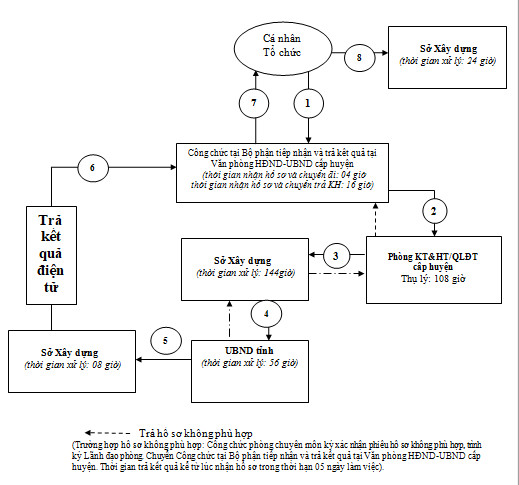 Cá nhân
Tổ chức
8
Sở Xây dựng
(thời gian xử lý: 24 giờ)
7
1
Công chức tại Bộ phận tiếp nhận và trả kết quả tại
Văn phòng HĐND-UBND cấp huyện
(thời gian nhận hồ sơ và chuyển đi: 04 giờ
thời gian nhận hồ sơ và chuyển trả KH: 16 giờ)
6
2
Trả
kết
quả
điện
tử
Sở Xây dựng
(thời gian xử lý: 144giờ)
3
Phòng KT&HT/QLĐT
cấp huyện
Thụ lý: 108 giờ
4
5
Sở Xây dựng
(thời gian xử lý: 08 giờ)
UBND tỉnh
(thời gian xử lý: 56 giờ)
Trả hồ sơ không phù hợp
(Trường hợp hồ sơ không phù hợp: Công chức phòng chuyên môn ký xác nhận phiếu hồ sơ không phù hợp, trình
ký Lãnh đạo phòng. Chuyển Công chức tại Bộ phận tiếp nhận và trả kết quả tại Văn phòng HĐND-UBND cấp
huyện. Thời gian trả kết quả kể từ lúc nhận hồ sơ trong thời hạn 05 ngày làm việc).